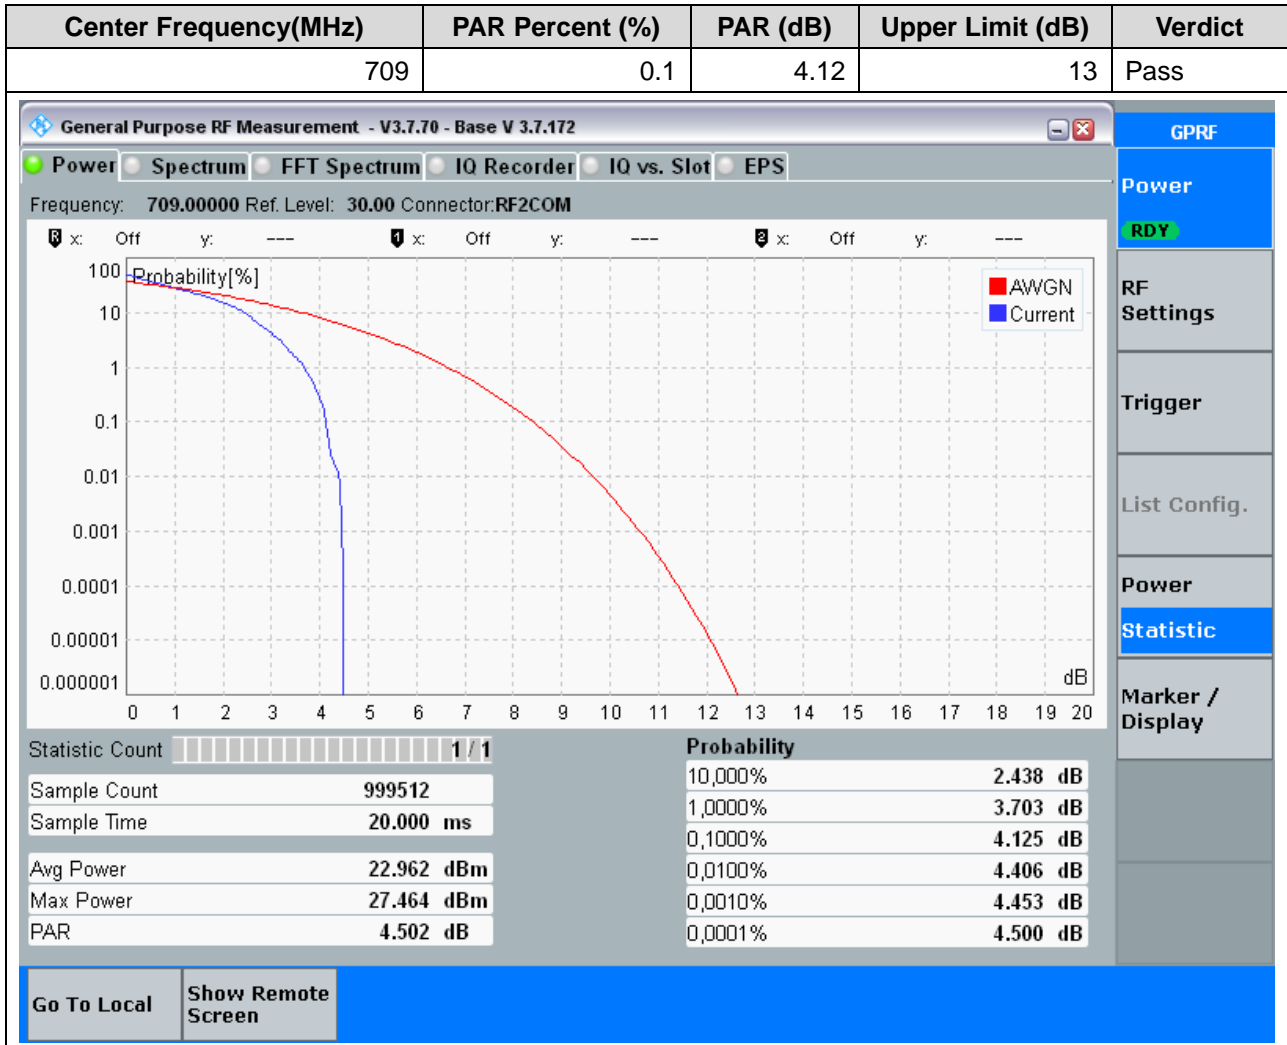 Center Frequency(MHz) PAR Percent (%) PAR (dB) Upper Limit (dB) Verdict
709 0.1 4.12 13 Pass
General Purpose RF Measurement - V3.7.70 - Base V 3.7.172
GPRF
Power Spectrum FFT Spectrum IQ Recorder IQ vs. Slot EPS
Power
RDY
Frequency: 709.00000 Ref. Level: 30.00 Connector:RF2COM
R x: Off y: --- 1 x: Off y: --- 2 x: Off y: ---
Probability[%]
AWGN
Current
100
10
1
0.1
0.01
0.001
0.0001
0.00001
0.000001
dB
0 1 2 3 4 5 6 7 8 9 10 11 12 13 14 15 16 17 18 19 20
RF
Settings
Trigger
List Config.
Power
Statistic
Marker /
Display
Statistic Count 1 / 1
Sample Count 999512
Sample Time 20.000 ms
Avg Power 22.962 dBm
Max Power 27.464 dBm
PAR 4.502 dB
Probability
10,000% 2.438 dB
1,0000% 3.703 dB
0,1000% 4.125 dB
0,0100% 4.406 dB
0,0010% 4.453 dB
0,0001% 4.500 dB
Go To Local
Show Remote
Screen